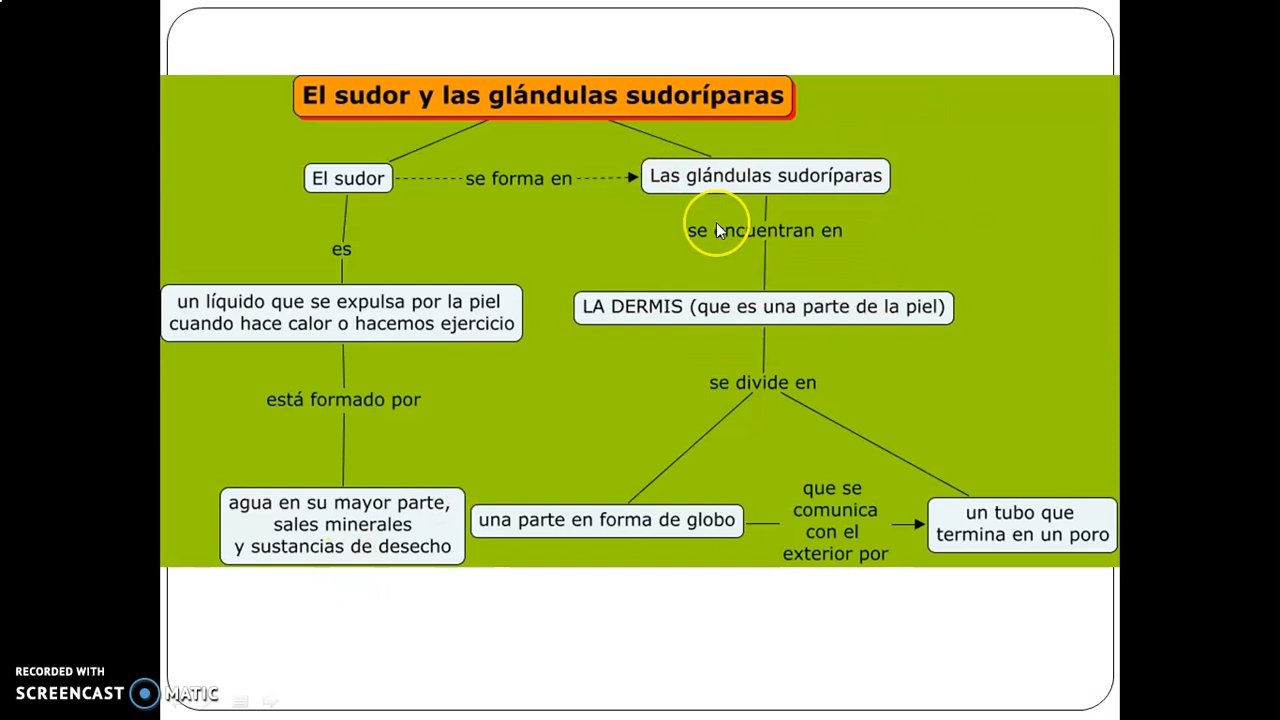 El sudor y las glándulas sudoríparas
El sudor
se forma en
Las glándulas sudoríparas
es
se encuentran en
un líquido que se expulsa por la piel
cuando hace calor o hacemos ejercicio
LA DERMIS (que es una parte de la piel)
está formado por
se divide en
agua en su mayor parte,
sales minerales
y sustancias de desecho
una parte en forma de globo
que se
comunica
con el
exterior por
un tubo que
termina en un poro
RECORDED WITH
SCREENCAST MATIC